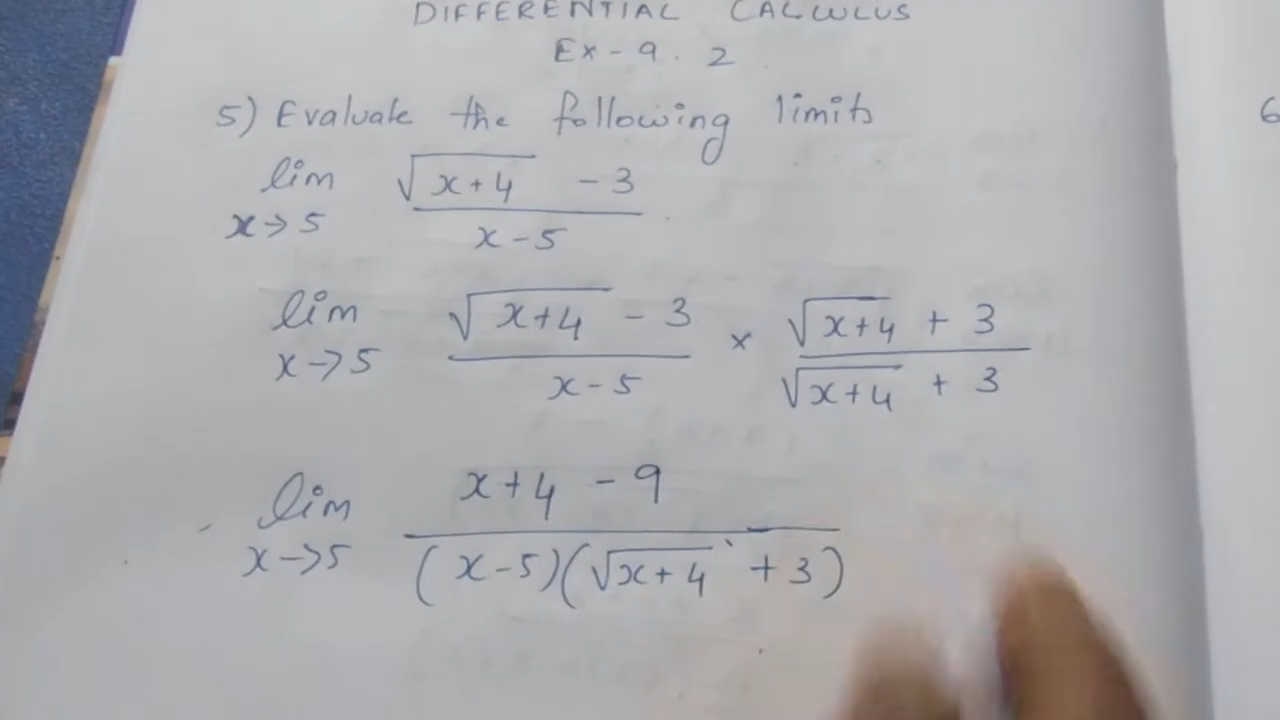 DIFFERENTIAL CALCULUS
Ex - 9.2
5) Evaluate the following limits
lim x→5 (√(x+4) - 3)/(x-5)
lim x→5 (√(x+4) - 3)/(x-5) × (√(x+4) + 3)/(√(x+4) + 3)
lim x→5 (x+4 - 9)/((x-5)(√(x+4) + 3))
6